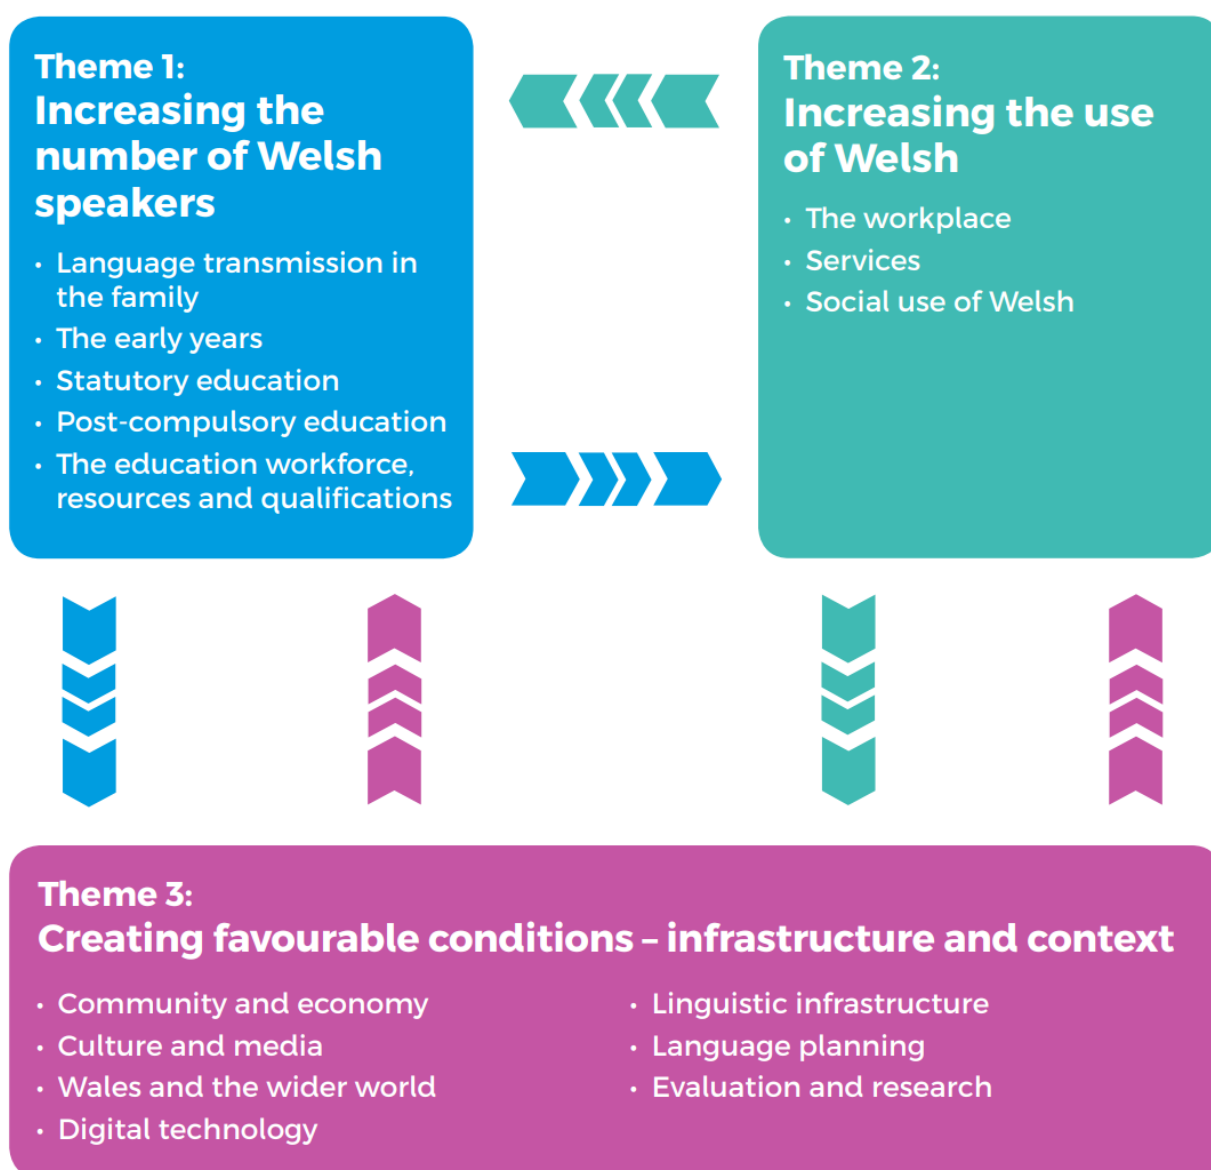 Theme 1:
Increasing the
number of Welsh
speakers
• Language transmission in
the family
• The early years
• Statutory education
• Post-compulsory education
• The education workforce,
resources and qualifications
Theme 2:
Increasing the use
of Welsh
• The workplace
• Services
• Social use of Welsh
Theme 3:
Creating favourable conditions – infrastructure and context
• Community and economy
• Culture and media
• Wales and the wider world
• Digital technology
• Linguistic infrastructure
• Language planning
• Evaluation and research